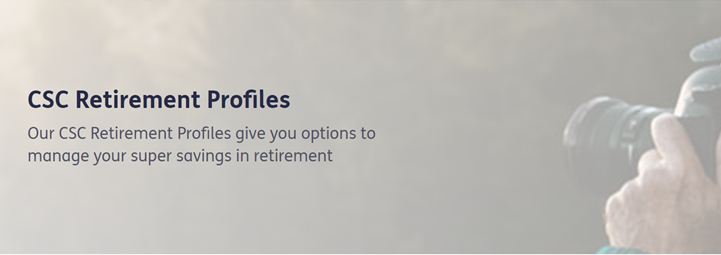 CSC Retirement Profiles
Our CSC Retirement Profiles give you options to
manage your super savings in retirement